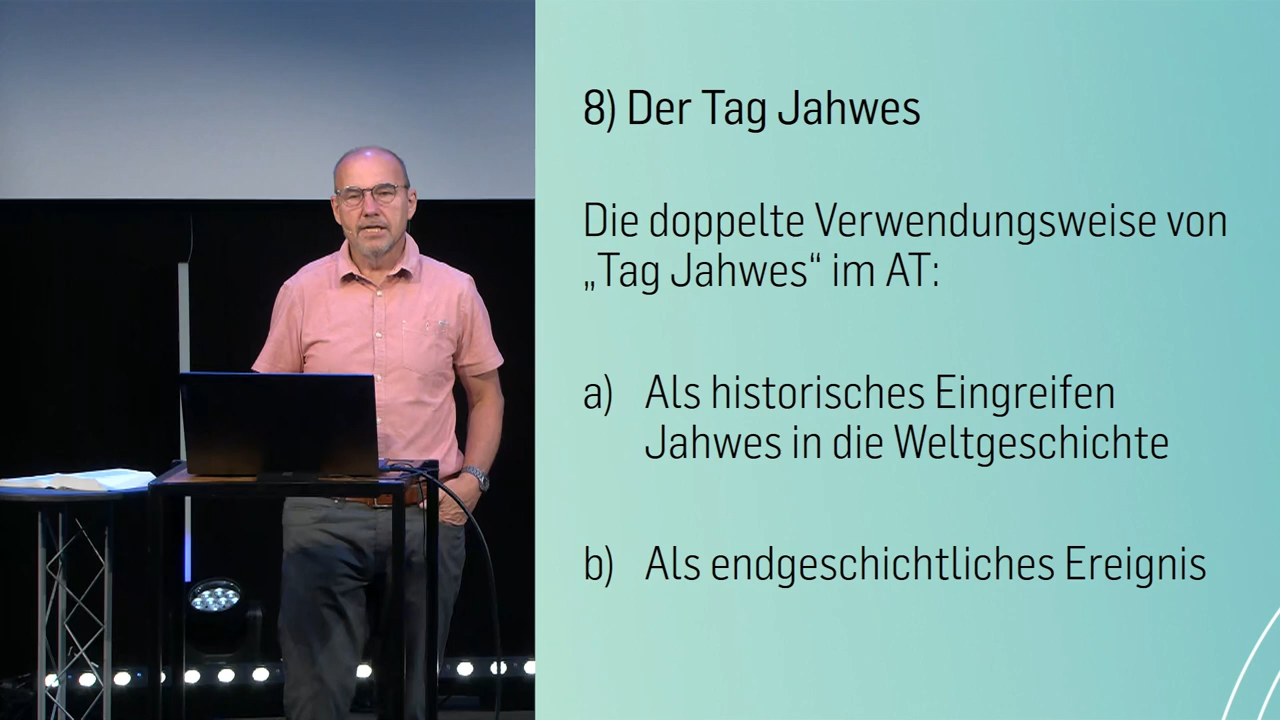 8) Der Tag Jahwes
Die doppelte Verwendungsweise von
„Tag Jahwes“ im AT:
a) Als historisches Eingreifen
Jahwes in die Weltgeschichte
b) Als endgeschichtliches Ereignis